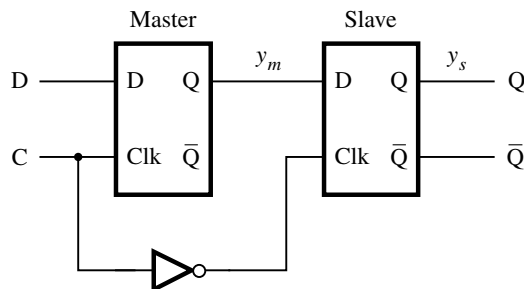 Master Slave
y_m y_s
D D Q D Q Q
C Clk Q̄ Clk Q̄ Q̄